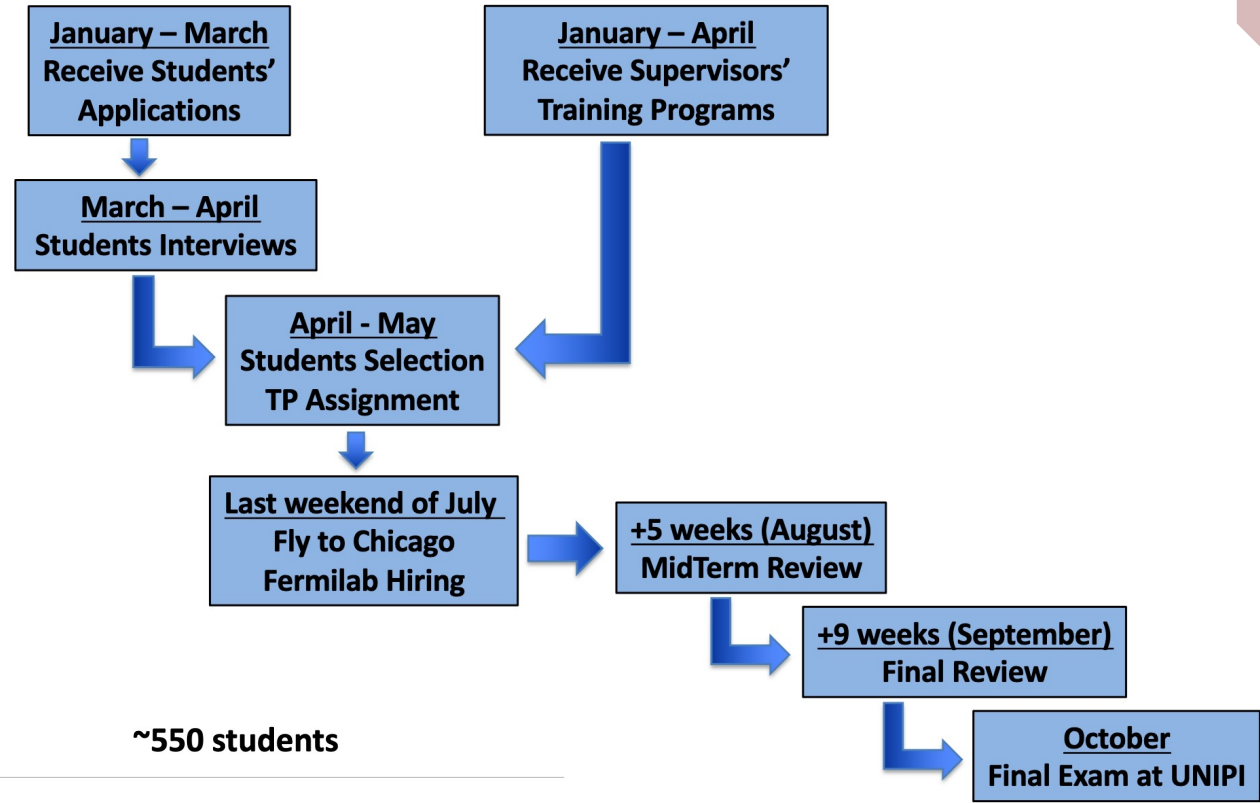 January – March
Receive Students’
Applications
January – April
Receive Supervisors’
Training Programs
March – April
Students Interviews
April - May
Students Selection
TP Assignment
Last weekend of July
Fly to Chicago
Fermilab Hiring
+5 weeks (August)
MidTerm Review
+9 weeks (September)
Final Review
October
Final Exam at UNIPI
~550 students